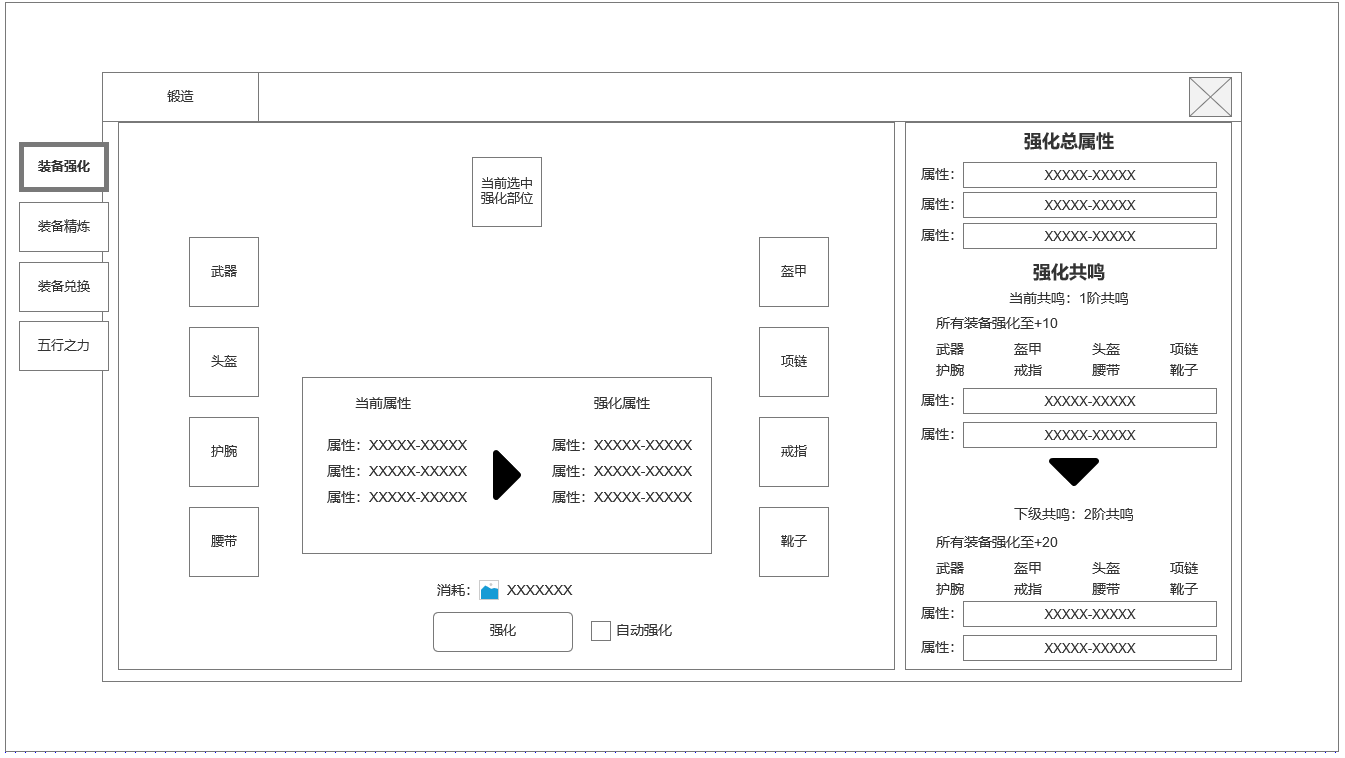 锻造
装备强化
装备精炼
装备兑换
五行之力
当前选中
强化部位
武器
头盔
护腕
腰带
盔甲
项链
戒指
靴子
当前属性
强化属性
属性：XXXXX-XXXXX
属性：XXXXX-XXXXX
属性：XXXXX-XXXXX
属性：XXXXX-XXXXX
属性：XXXXX-XXXXX
属性：XXXXX-XXXXX
消耗：XXXXXXX
强化
自动强化
强化总属性
属性：XXXXX-XXXXX
属性：XXXXX-XXXXX
属性：XXXXX-XXXXX
强化共鸣
当前共鸣：1阶共鸣
所有装备强化至+10
武器 盔甲 头盔 项链
护腕 戒指 腰带 靴子
属性：XXXXX-XXXXX
属性：XXXXX-XXXXX
下级共鸣：2阶共鸣
所有装备强化至+20
武器 盔甲 头盔 项链
护腕 戒指 腰带 靴子
属性：XXXXX-XXXXX
属性：XXXXX-XXXXX